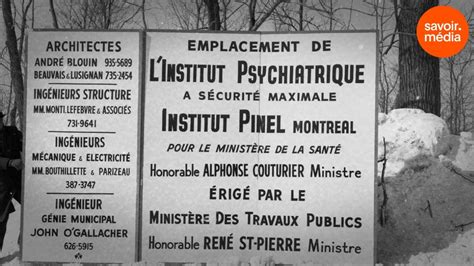 ARCHITECTES
ANDRÉ BLOUIN 935-5689
BEAUVAIS & LUSIGNAN 735-2454
INGÉNIEURS STRUCTURE
MM. MONTI, LEFEBVRE & ASSOCIÉS
731-9641
INGÉNIEURS
MÉCANIQUE & ÉLECTRICITÉ
MM. BOUTHILLETTE & PARIZEAU
387-3747
INGÉNIEUR
GÉNIE MUNICIPAL
JOHN O'GALLACHER
626-5915
EMPLACEMENT DE
L'INSTITUT PSYCHIATRIQUE
A SÉCURITÉ MAXIMALE
INSTITUT PINEL MONTREAL
POUR LE MINISTÈRE DE LA SANTÉ
Honorable ALPHONSE COUTURIER Ministre
ÉRIGÉ PAR LE
MINISTÈRE DES TRAVAUX PUBLICS
Honorable RENÉ ST-PIERRE Ministre
savoir.
média